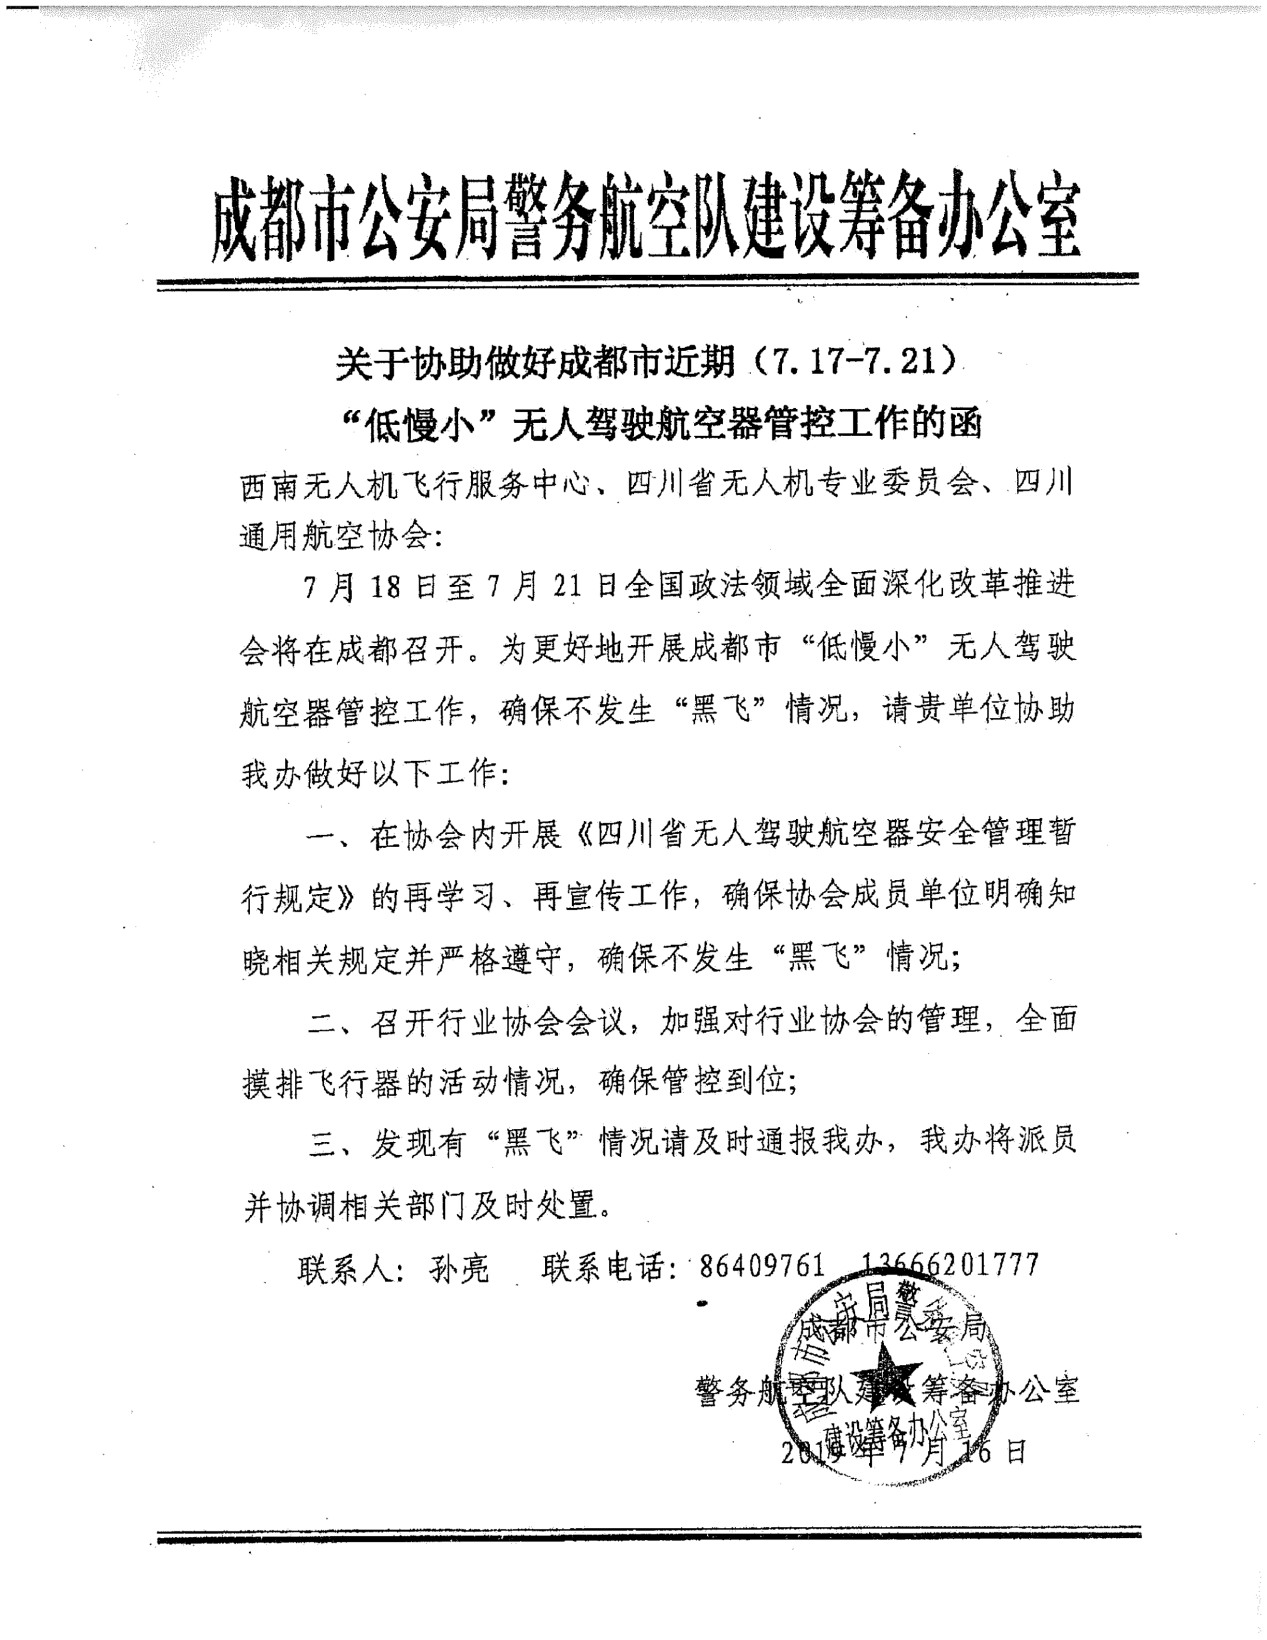 成都市公安局警务航空队建设筹备办公室
关于协助做好成都市近期（7.17-7.21）
“低慢小”无人驾驶航空器管控工作的函
西南无人机飞行服务中心、四川省无人机专业委员会、四川
通用航空协会：
7月18日至7月21日全国政法领域全面深化改革推进
会将在成都召开。为更好地开展成都市“低慢小”无人驾驶
航空器管控工作，确保不发生“黑飞”情况，请贵单位协助
我办做好以下工作：
一、在协会内开展《四川省无人驾驶航空器安全管理暂
行规定》的再学习、再宣传工作，确保协会成员单位明确知
晓相关规定并严格遵守，确保不发生“黑飞”情况；
二、召开行业协会会议，加强对行业协会的管理，全面
摸排飞行器的活动情况，确保管控到位；
三、发现有“黑飞”情况请及时通报我办，我办将派员
并协调相关部门及时处置。
联系人：孙亮 联系电话：86409761 13666201777
成都市公安局
警务航空队建设筹备办公室
2019年7月16日
建设筹备办公室